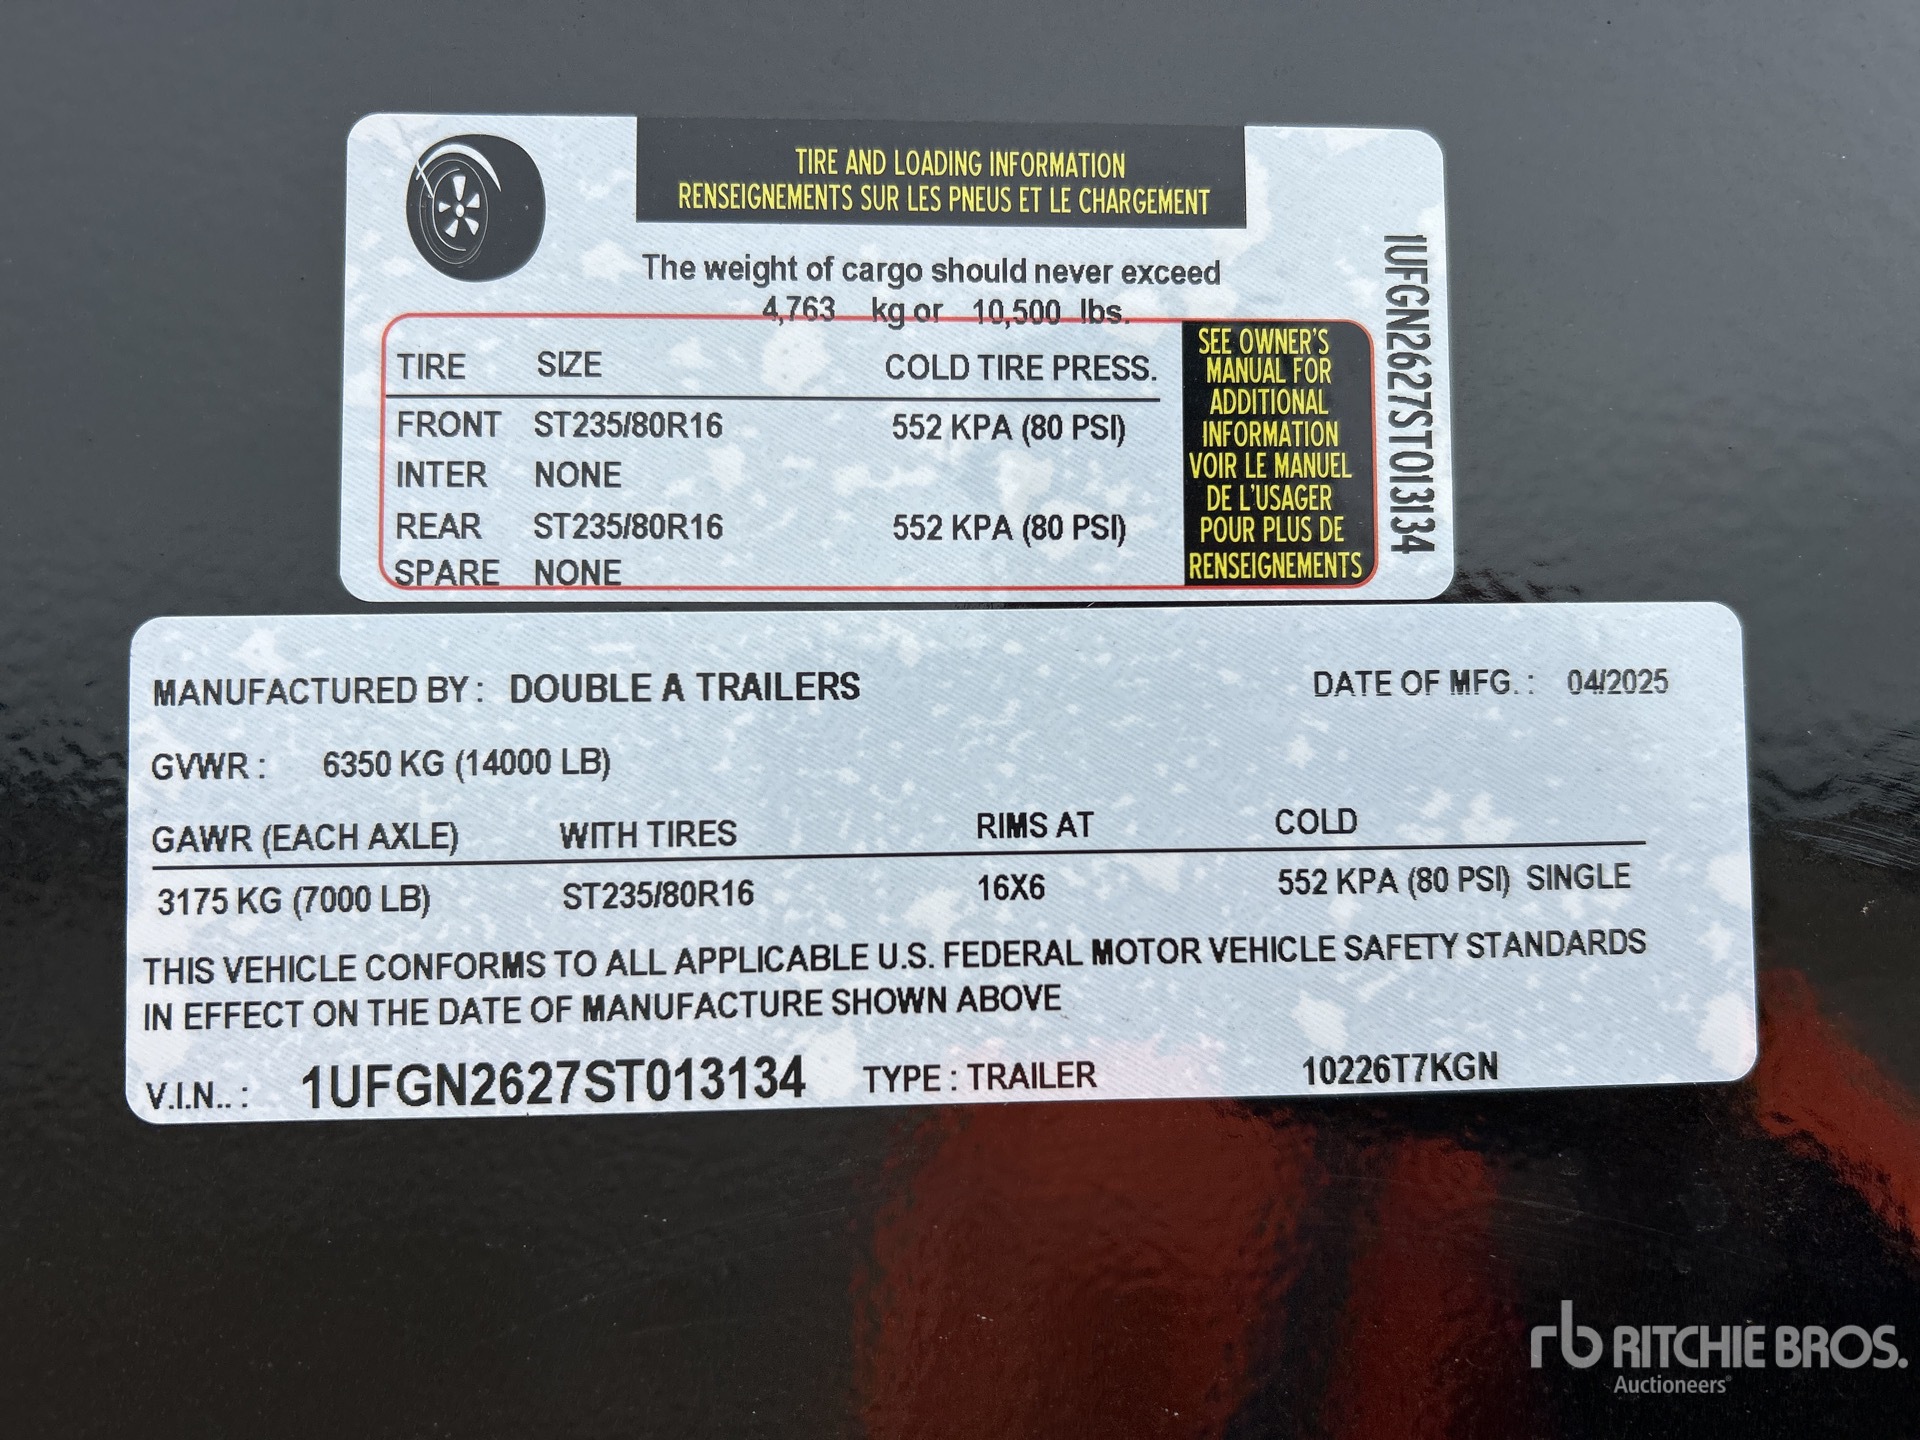 TIRE AND LOADING INFORMATION
RENSEIGNEMENTS SUR LES PNEUS ET LE CHARGEMENT
The weight of cargo should never exceed
4,763 kg or 10,500 lbs.
TIRE SIZE COLD TIRE PRESS.
FRONT ST235/80R16 552 KPA (80 PSI)
INTER NONE
REAR ST235/80R16 552 KPA (80 PSI)
SPARE NONE
SEE OWNER'S
MANUAL FOR
ADDITIONAL
INFORMATION
VOIR LE MANUEL
DE L'USAGER
POUR PLUS DE
RENSEIGNEMENTS
1UFGN2627ST013134
MANUFACTURED BY : DOUBLE A TRAILERS DATE OF MFG. : 04/2025
GVWR : 6350 KG (14000 LB)
GAWR (EACH AXLE) WITH TIRES RIMS AT COLD
3175 KG (7000 LB) ST235/80R16 16X6 552 KPA (80 PSI) SINGLE
THIS VEHICLE CONFORMS TO ALL APPLICABLE U.S. FEDERAL MOTOR VEHICLE SAFETY STANDARDS
IN EFFECT ON THE DATE OF MANUFACTURE SHOWN ABOVE
V.I.N.. : 1UFGN2627ST013134 TYPE : TRAILER 10226T7KGN
rb RITCHIE BROS.
Auctioneers